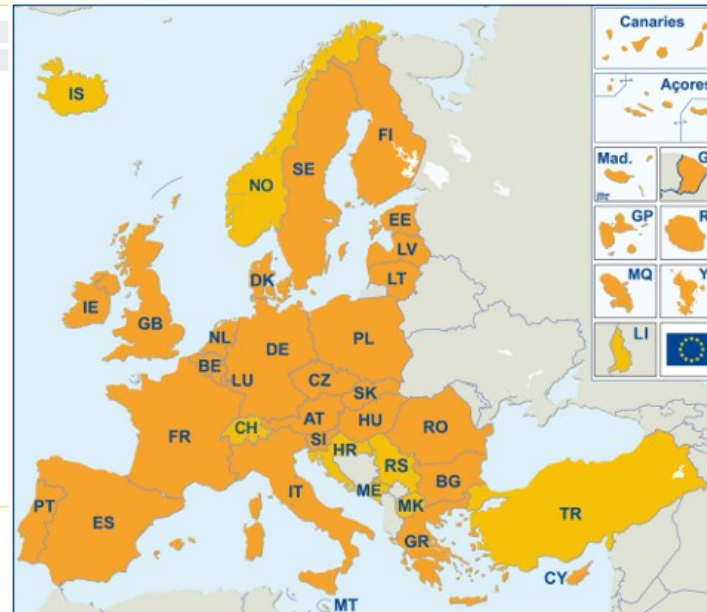 Canaries
Açores
IS
FI
SE
NO
Mad.
G
EE
LV
LT
GP
R
DK
IE
GB
MQ
Y
NL
DE
PL
BE
LU
LI
CZ
SK
AT
HU
CH
FR
SI
RO
HR
RS
IT
ME
BG
MK
PT
ES
TR
GR
CY
MT